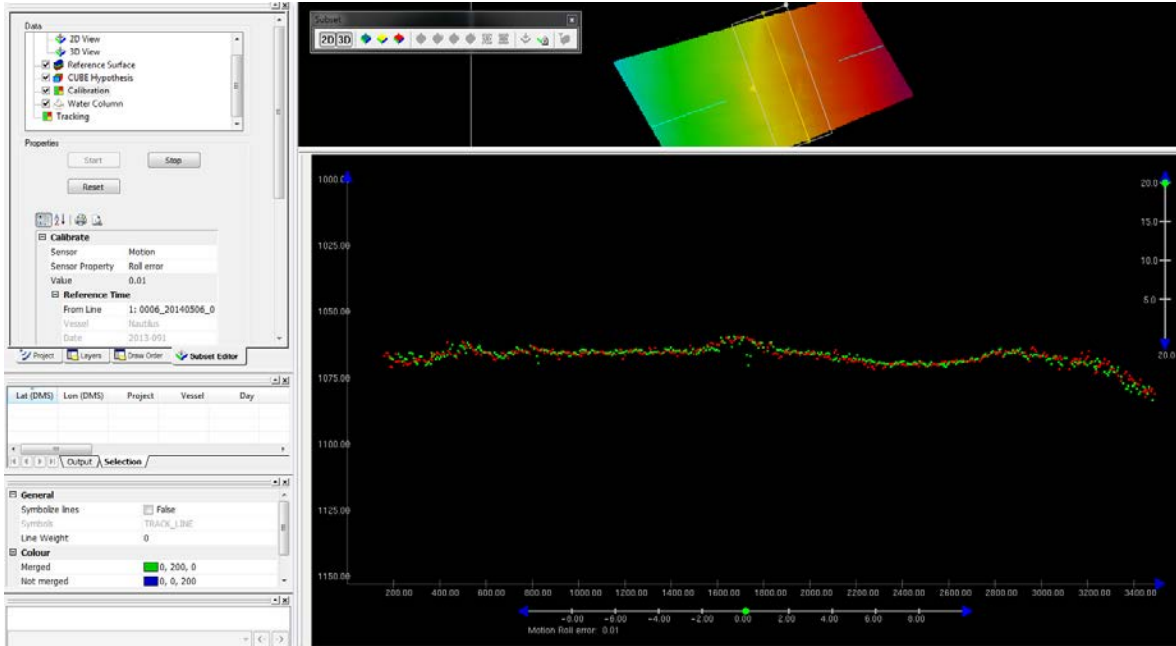 Data
2D View
3D View
Reference Surface
CUBE Hypothesis
Calibration
Water Column
Tracking
Properties
Start Stop
Reset
Calibrate
Sensor Motion
Sensor Property Roll error
Value 0.01
Reference Time
From Line 1: 0006_20140506_0
Vessel Nautilus
Date 2013-091
Project Layers Draw Order Subset Editor
Lat (DMS) Lon (DMS) Project Vessel Day
Output Selection
General
Symbolize lines False
Symbols TRACK_LINE
Line Weight 0
Colour
Merged 0, 200, 0
Not merged 0, 0, 200
Subset
2D 3D
1000.00
1025.00
1050.00
1075.00
1100.00
1125.00
1150.00
20.0
15.0
10.0
5.0
20.0
200.00 400.00 600.00 800.00 1000.00 1200.00 1400.00 1600.00 1800.00 2000.00 2200.00 2400.00 2600.00 2800.00 3000.00 3200.00 3400.00
-6.00 -4.00 -2.00 0.00 2.00 4.00 6.00
Motion Roll error: 0.01